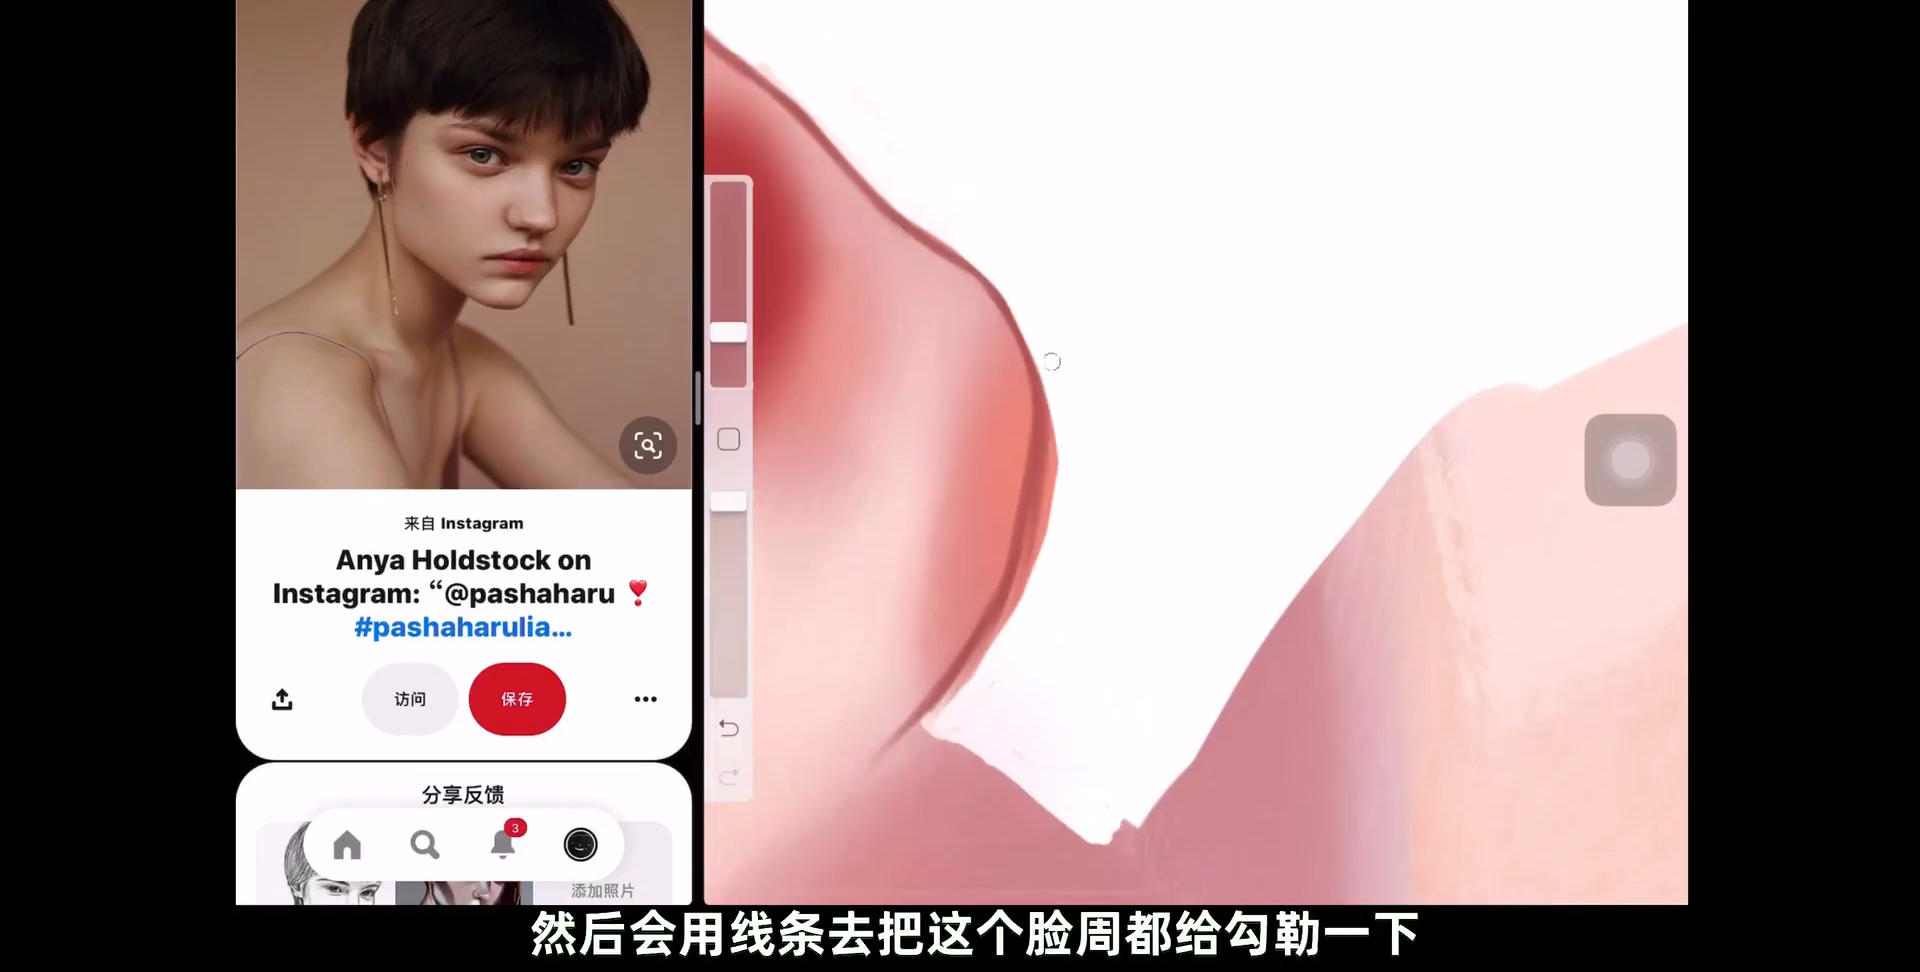 来自 Instagram
Anya Holdstock on
Instagram: “@pashaharu ❣️
#pashaharulia...
访问
保存
分享反馈
3
添加照片
然后会用线条去把这个脸周都给勾勒一下